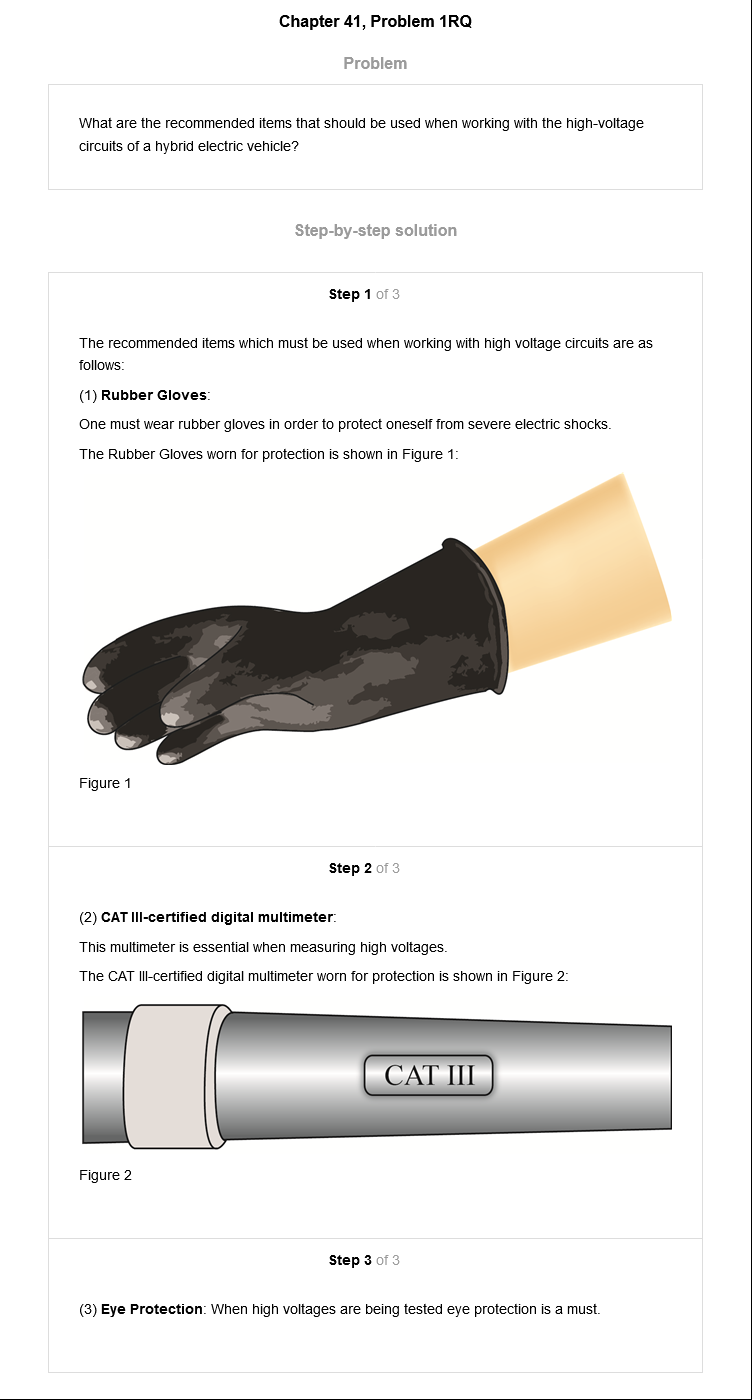 Chapter 41, Problem 1RQ
Problem
What are the recommended items that should be used when working with the high-voltage
circuits of a hybrid electric vehicle?
Step-by-step solution
Step 1 of 3
The recommended items which must be used when working with high voltage circuits are as
follows:
(1) Rubber Gloves:
One must wear rubber gloves in order to protect oneself from severe electric shocks.
The Rubber Gloves worn for protection is shown in Figure 1:
Figure 1
Step 2 of 3
(2) CAT III-certified digital multimeter:
This multimeter is essential when measuring high voltages.
The CAT III-certified digital multimeter worn for protection is shown in Figure 2:
CAT III
Figure 2
Step 3 of 3
(3) Eye Protection: When high voltages are being tested eye protection is a must.